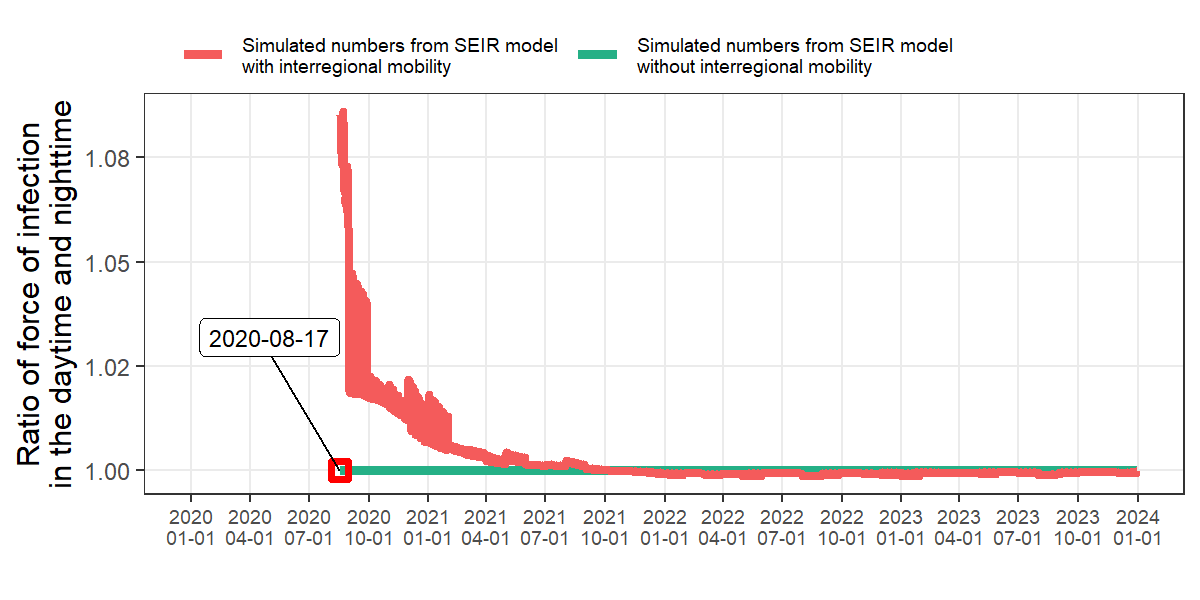 Simulated numbers from SEIR model
with interregional mobility
Simulated numbers from SEIR model
without interregional mobility
Ratio of force of infection
in the daytime and nighttime
1.08
1.05
1.02
1.00
2020-08-17
2020 2020 2020 2020 2021 2021 2021 2021 2022 2022 2022 2022 2023 2023 2023 2023 2024
01-01 04-01 07-01 10-01 01-01 04-01 07-01 10-01 01-01 04-01 07-01 10-01 01-01 04-01 07-01 10-01 01-01